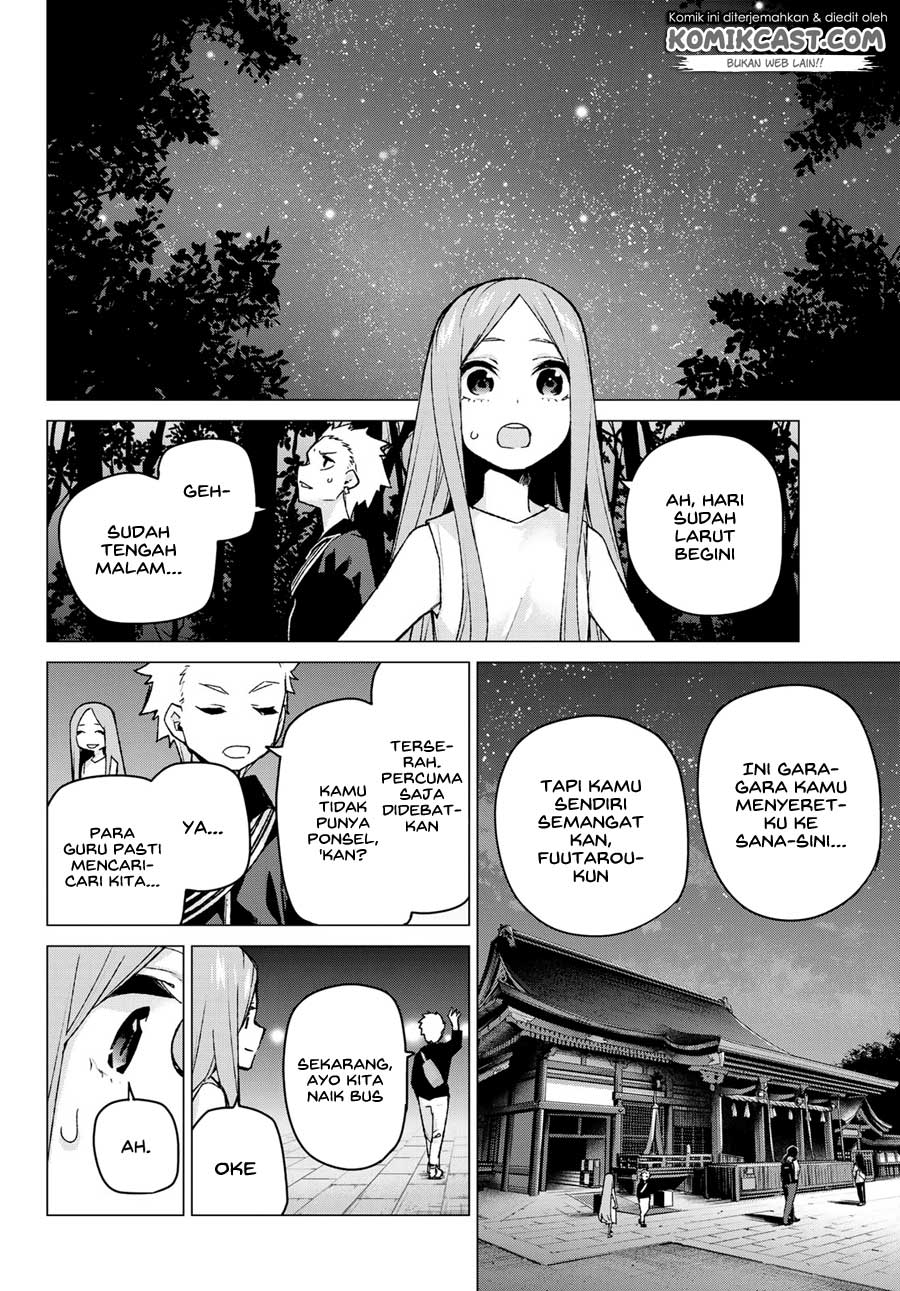 Komik ini diterjemahkan & diedit oleh
KOMIKCAST.COM
BUKAN WEB LAIN!!
AH, HARI
SUDAH
LARUT
BEGINI
GEH-
SUDAH
TENGAH
MALAM...
INI GARA-
GARA KAMU
MENYERET-
KU KE
SANA-SINI...
TAPI KAMU
SENDIRI
SEMANGAT
KAN,
FUUTAROU-
KUN
TERSE-
RAH.
PERCUMA
SAJA
DIDEBAT-
KAN
KAMU
TIDAK
PUNYA
PONSEL,
'KAN?
YA...
PARA
GURU PASTI
MENCARI-
CARI KITA...
SEKARANG,
AYO KITA
NAIK BUS
OKE
AH.